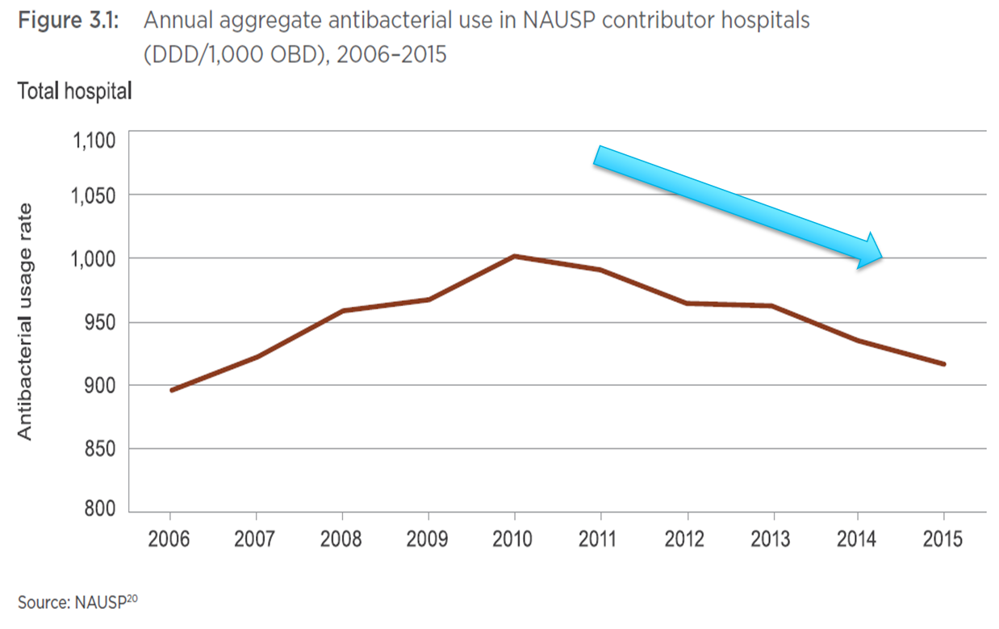 Figure 3.1: Annual aggregate antibacterial use in NAUSP contributor hospitals
(DDD/1,000 OBD), 2006–2015
Total hospital
1,100
1,050
1,000
950
900
850
800
Antibacterial usage rate
2006 2007 2008 2009 2010 2011 2012 2013 2014 2015
Source: NAUSP²⁰